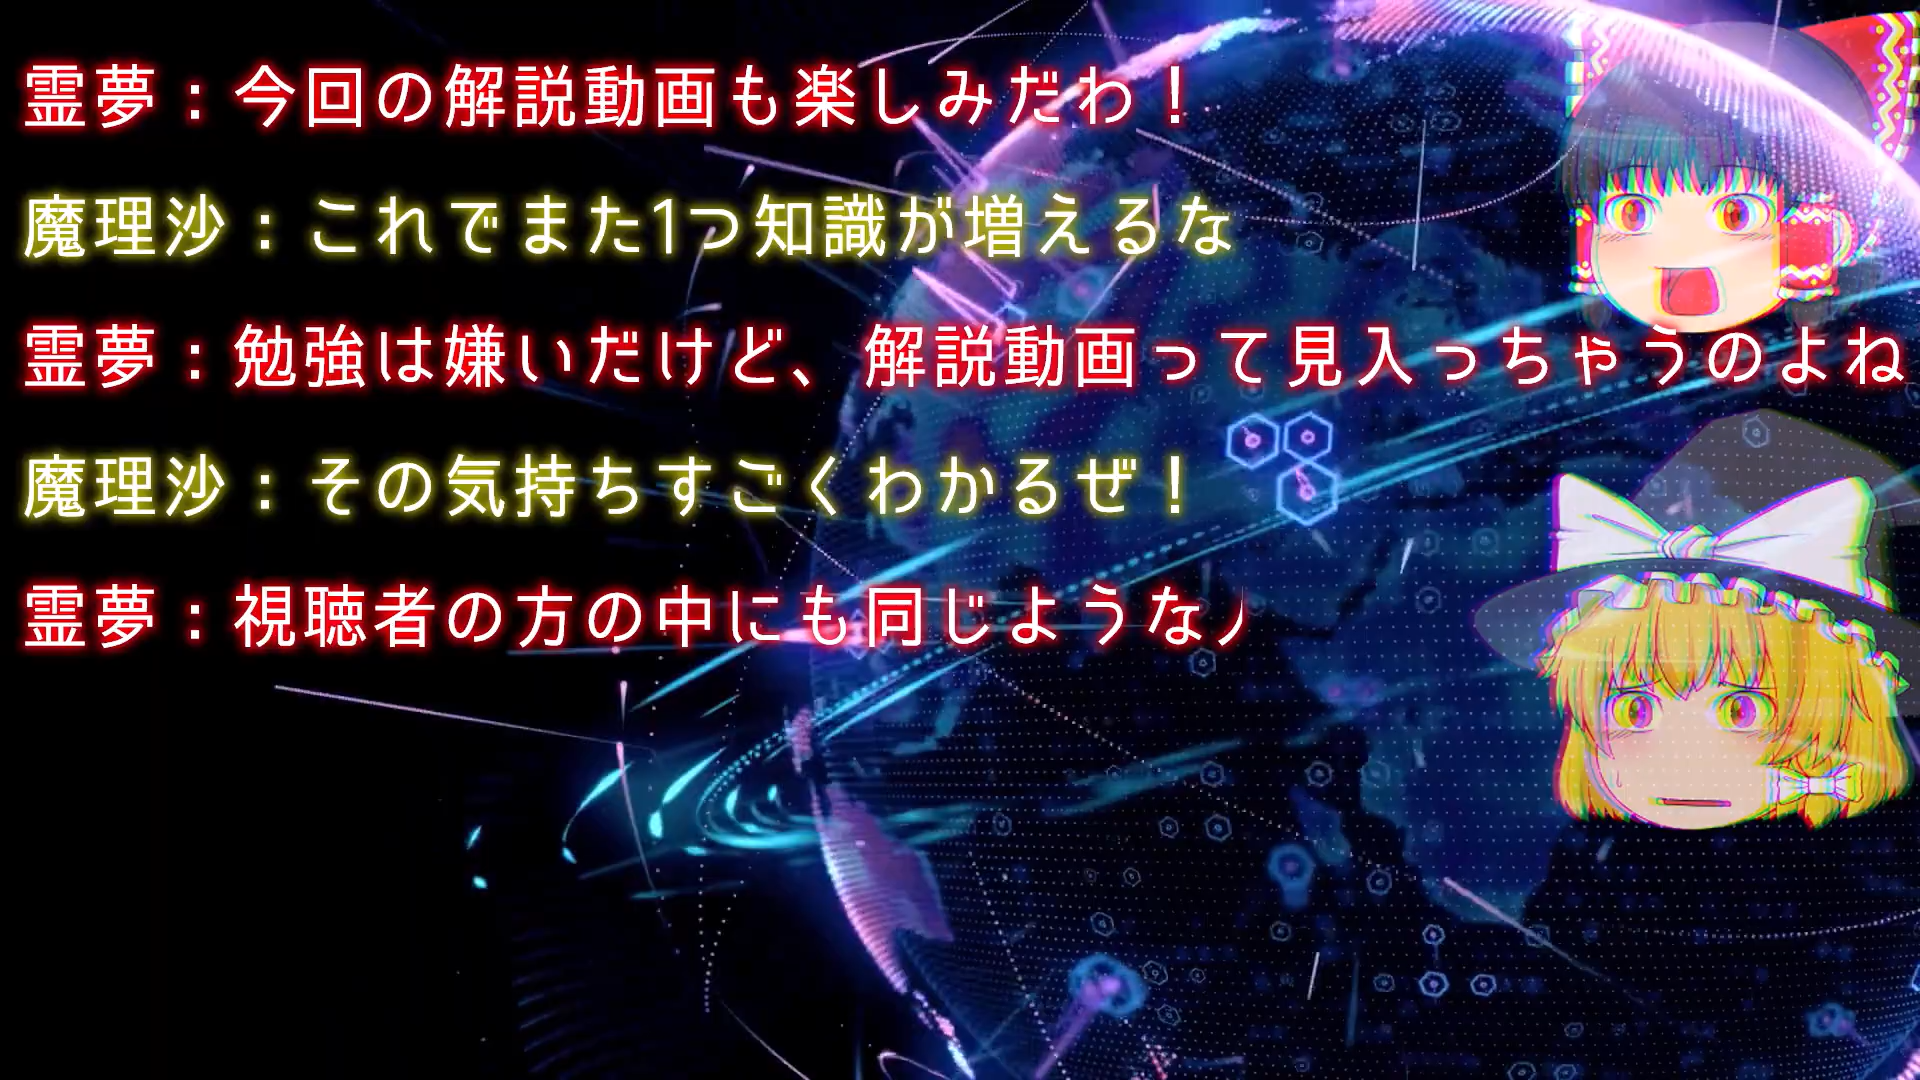 霊夢：今回の解説動画も楽しみだわ！
魔理沙：これでまた1つ知識が増えるな
霊夢：勉強は嫌いだけど、解説動画って見入っちゃうのよね
魔理沙：その気持ちすごくわかるぜ！
霊夢：視聴者の方の中にも同じような